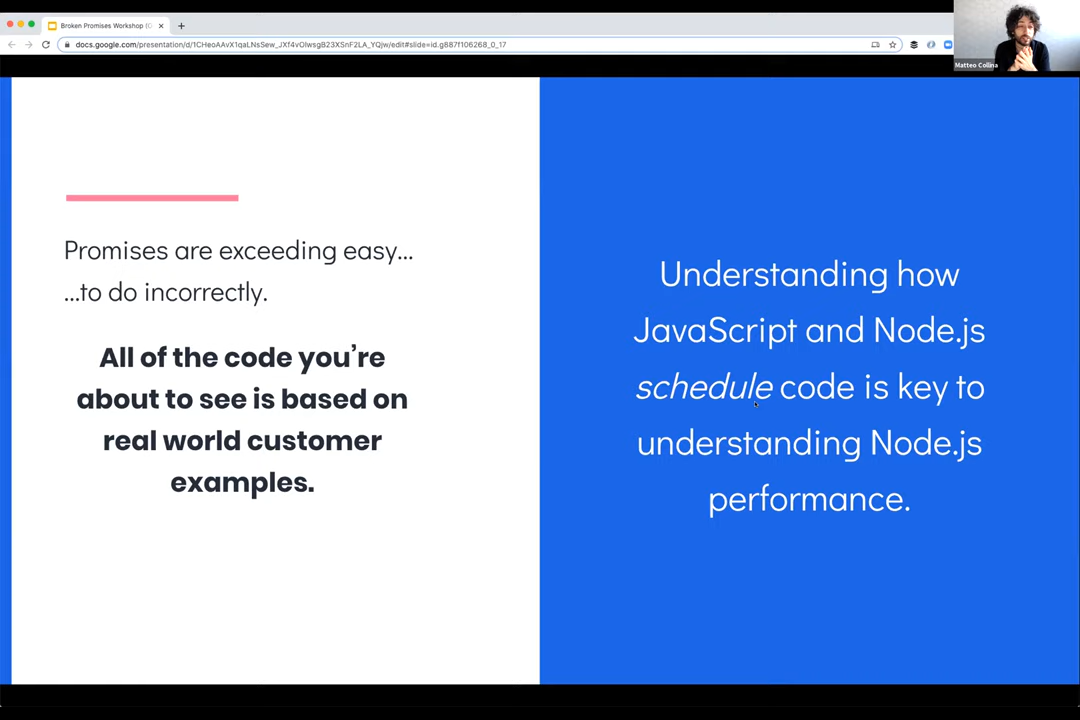 Broken Promises Workshop (C
docs.google.com/presentation/d/1CHeoAAvX1qaLNsSew_JXf4vOlwsgB23XSnF2LA_YQjw/edit#slide=id.g887f106268_0_17
Matteo Collina
Promises are exceeding easy...
...to do incorrectly.
All of the code you’re
about to see is based on
real world customer
examples.
Understanding how
JavaScript and Node.js
schedule code is key to
understanding Node.js
performance.